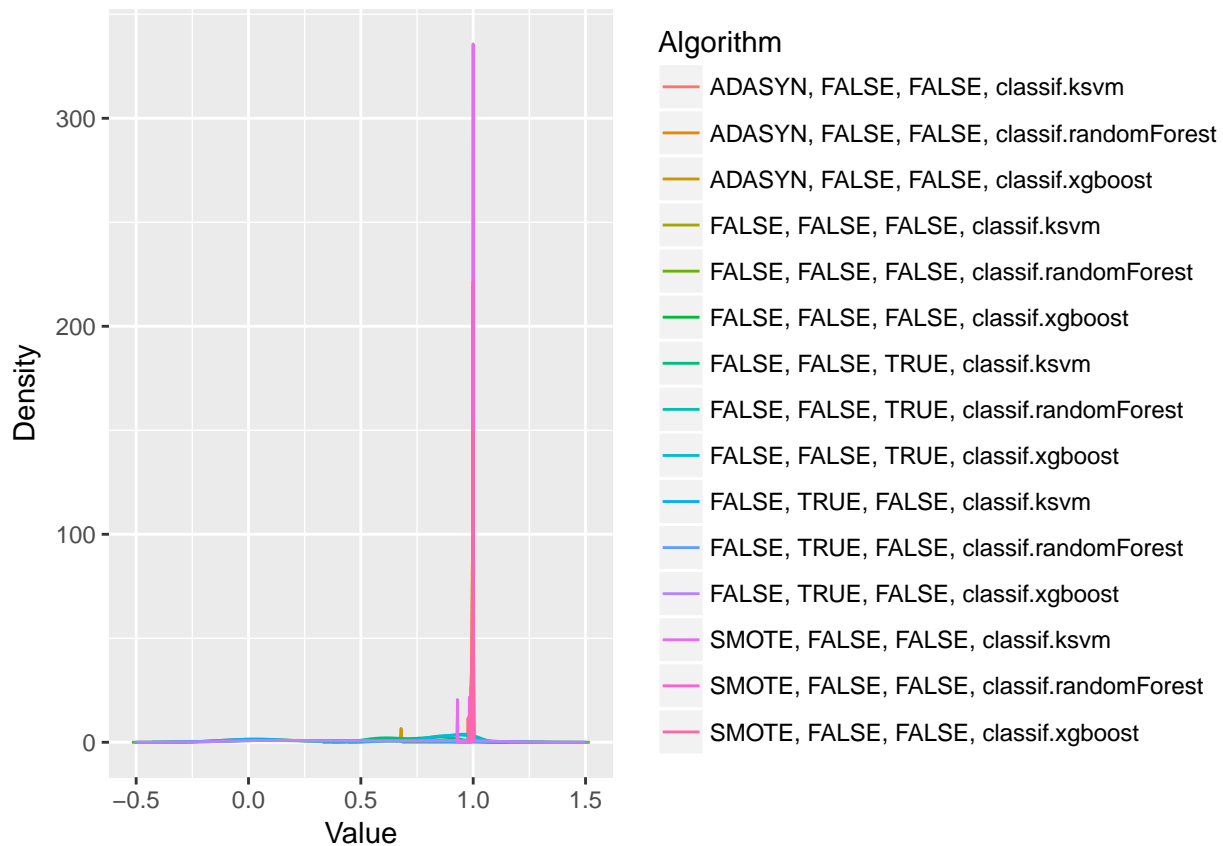 300
200
100
0
Density
−0.5
0.0
0.5
1.0
1.5
Value
Algorithm
ADASYN, FALSE, FALSE, classif.ksvm
ADASYN, FALSE, FALSE, classif.randomForest
ADASYN, FALSE, FALSE, classif.xgboost
FALSE, FALSE, FALSE, classif.ksvm
FALSE, FALSE, FALSE, classif.randomForest
FALSE, FALSE, FALSE, classif.xgboost
FALSE, FALSE, TRUE, classif.ksvm
FALSE, FALSE, TRUE, classif.randomForest
FALSE, FALSE, TRUE, classif.xgboost
FALSE, TRUE, FALSE, classif.ksvm
FALSE, TRUE, FALSE, classif.randomForest
FALSE, TRUE, FALSE, classif.xgboost
SMOTE, FALSE, FALSE, classif.ksvm
SMOTE, FALSE, FALSE, classif.randomForest
SMOTE, FALSE, FALSE, classif.xgboost